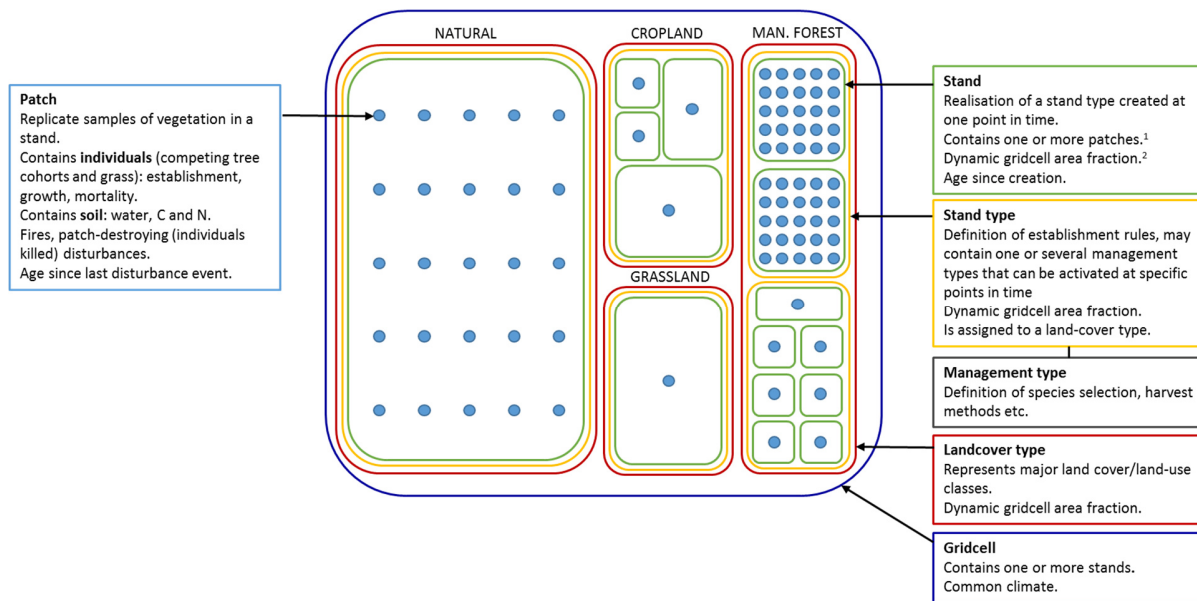 NATURAL
CROPLAND
MAN. FOREST
GRASSLAND
Patch
Replicate samples of vegetation in a
stand.
Contains individuals (competing tree
cohorts and grass): establishment,
growth, mortality.
Contains soil: water, C and N.
Fires, patch-destroying (individuals
killed) disturbances.
Age since last disturbance event.
Stand
Realisation of a stand type created at
one point in time.
Contains one or more patches.¹
Dynamic gridcell area fraction.²
Age since creation.
Stand type
Definition of establishment rules, may
contain one or several management
types that can be activated at specific
points in time
Dynamic gridcell area fraction.
Is assigned to a land-cover type.
Management type
Definition of species selection, harvest
methods etc.
Landcover type
Represents major land cover/land-use
classes.
Dynamic gridcell area fraction.
Gridcell
Contains one or more stands.
Common climate.